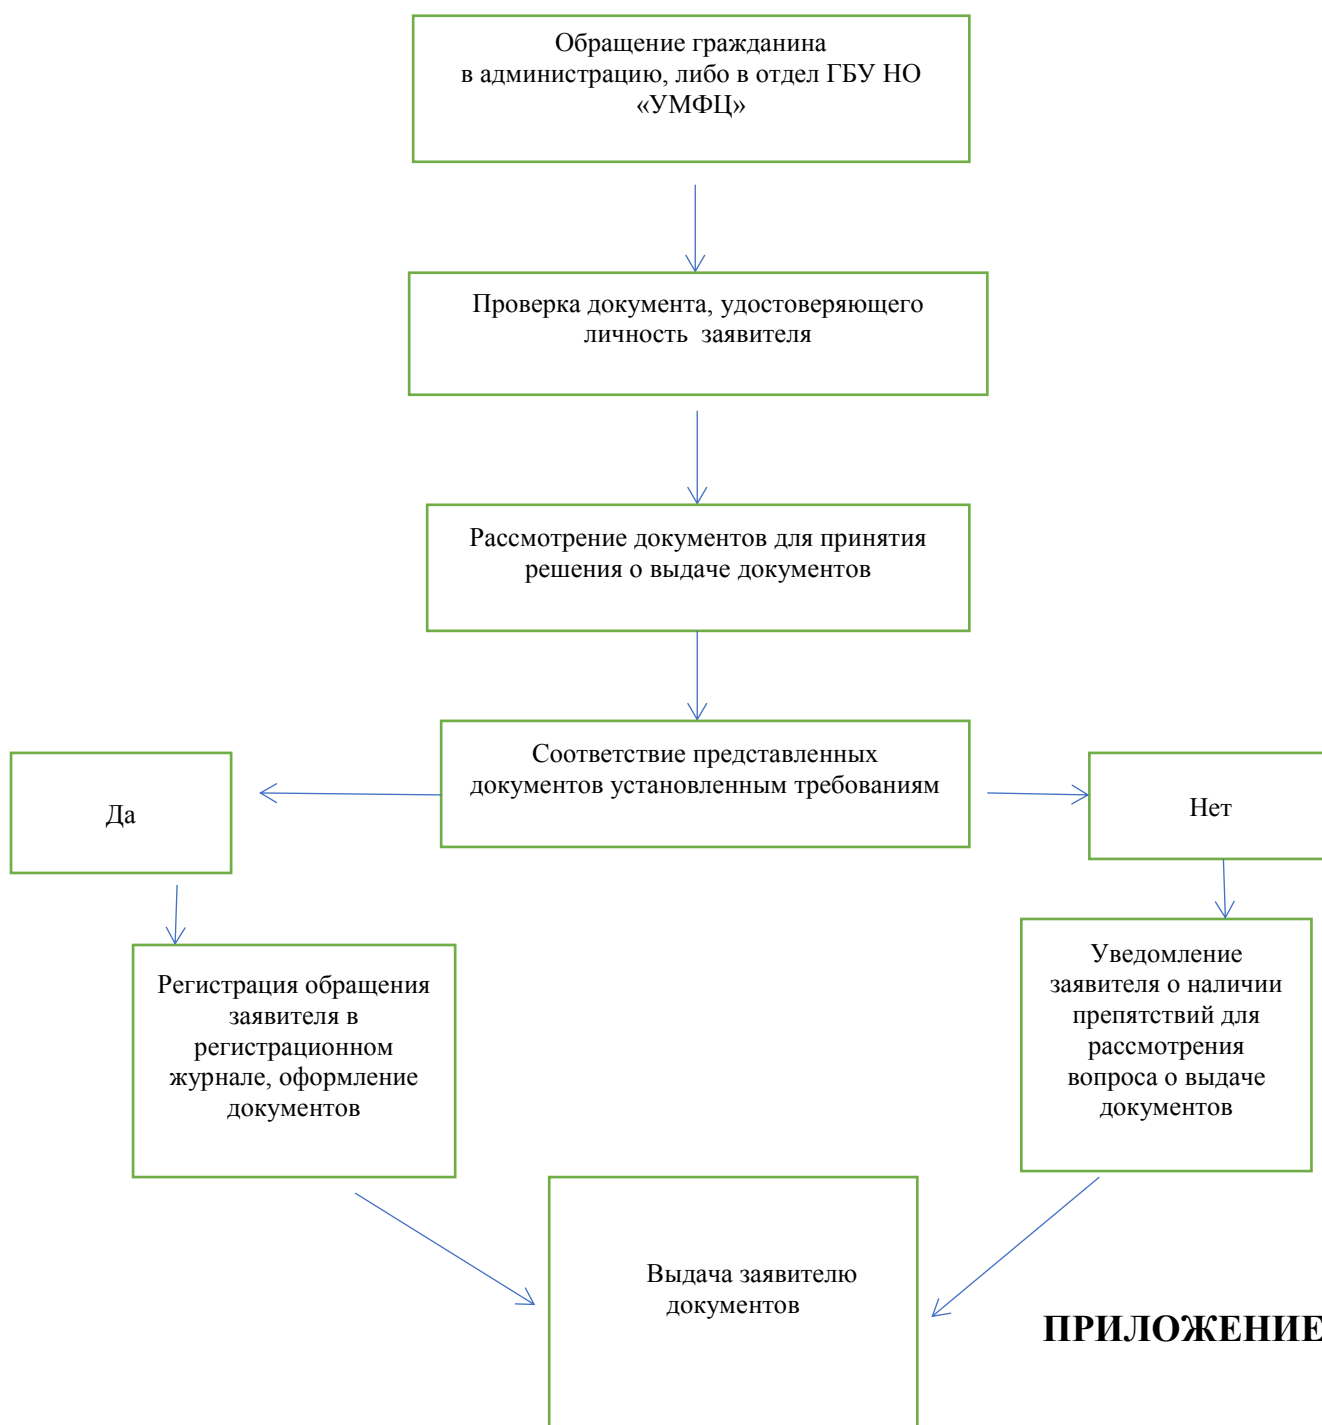 Обращение гражданина
в администрацию, либо в отдел ГБУ НО
«УМФЦ»
Проверка документа, удостоверяющего
личность заявителя
Рассмотрение документов для принятия
решения о выдаче документов
Соответствие представленных
документов установленным требованиям
Да
Нет
Регистрация обращения
заявителя в
регистрационном
журнале, оформление
документов
Уведомление
заявителя о наличии
препятствий для
рассмотрения
вопроса о выдаче
документов
Выдача заявителю
документов
ПРИЛОЖЕНИЕ